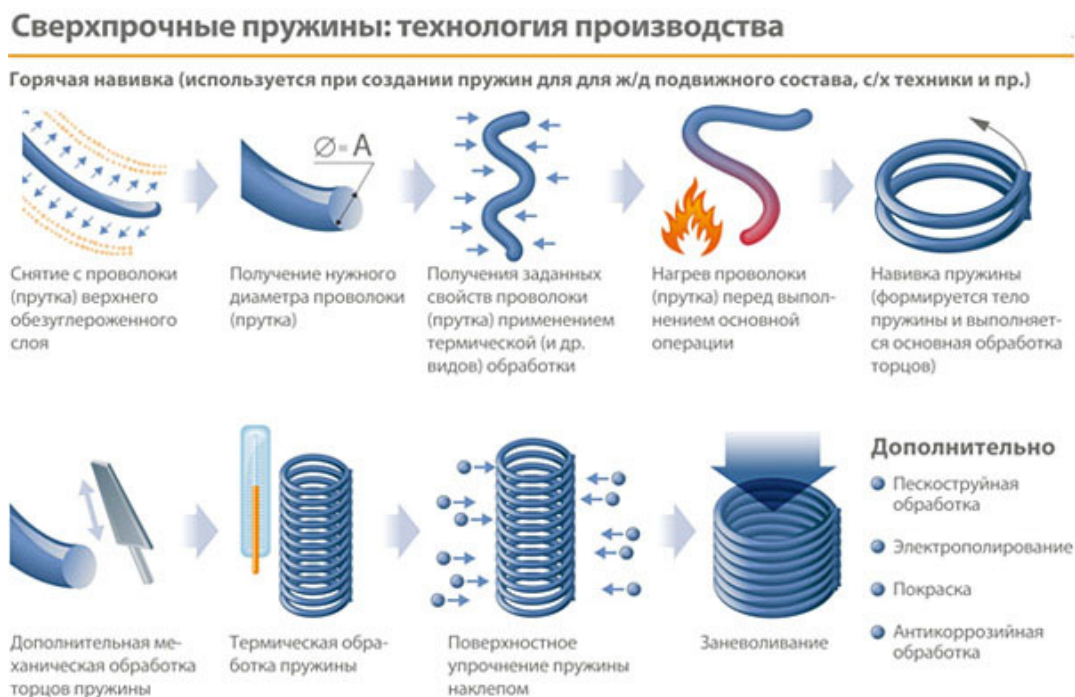 Сверхпрочные пружины: технология производства
Горячая навивка (используется при создании пружин для для ж/д подвижного состава, с/х техники и пр.)
∅ = A
Снятие с проволоки
(прутка) верхнего
обезуглероженного
слоя
Получение нужного
диаметра проволоки
(прутка)
Получения заданных
свойств проволоки
(прутка) применением
термической (и др.
видов) обработки
Нагрев проволоки
(прутка) перед выпол-
нением основной
операции
Навивка пружины
(формируется тело
пружины и выполняет-
ся основная обработка
торцов)
Дополнительная ме-
ханическая обработка
торцов пружины
Термическая обра-
ботка пружины
Поверхностное
упрочнение пружины
наклепом
Заневоливание
Дополнительно
Пескоструйная
обработка
Электрополирование
Покраска
Антикоррозийная
обработка